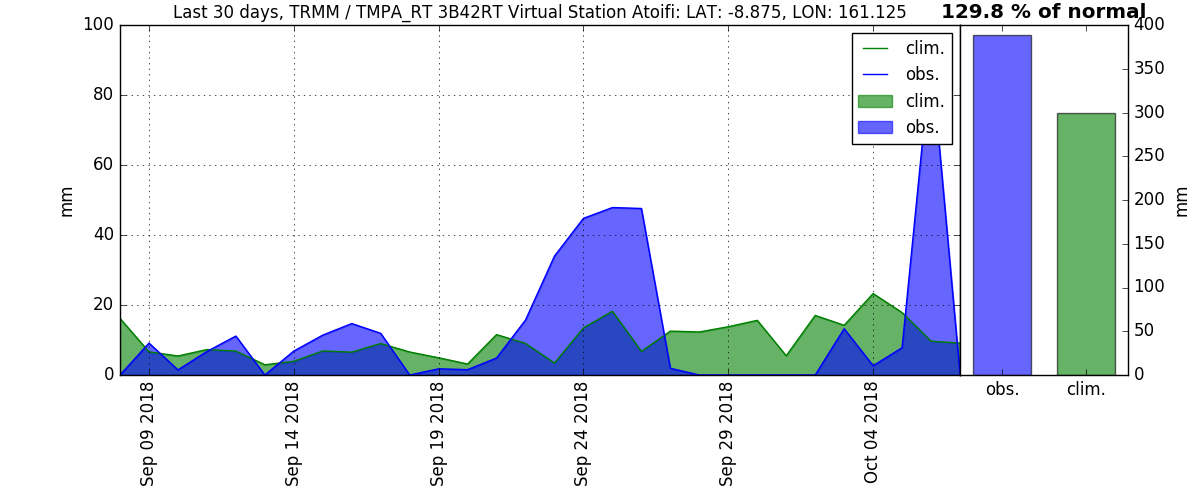 Last 30 days, TRMM / TMPA_RT 3B42RT Virtual Station Atoifi: LAT: -8.875, LON: 161.125
129.8 % of normal
clim.
obs.
clim.
obs.
100
80
60
40
20
0
mm
Sep 09 2018
Sep 14 2018
Sep 19 2018
Sep 24 2018
Sep 29 2018
Oct 04 2018
400
350
300
250
200
150
100
50
0
mm
obs.
clim.